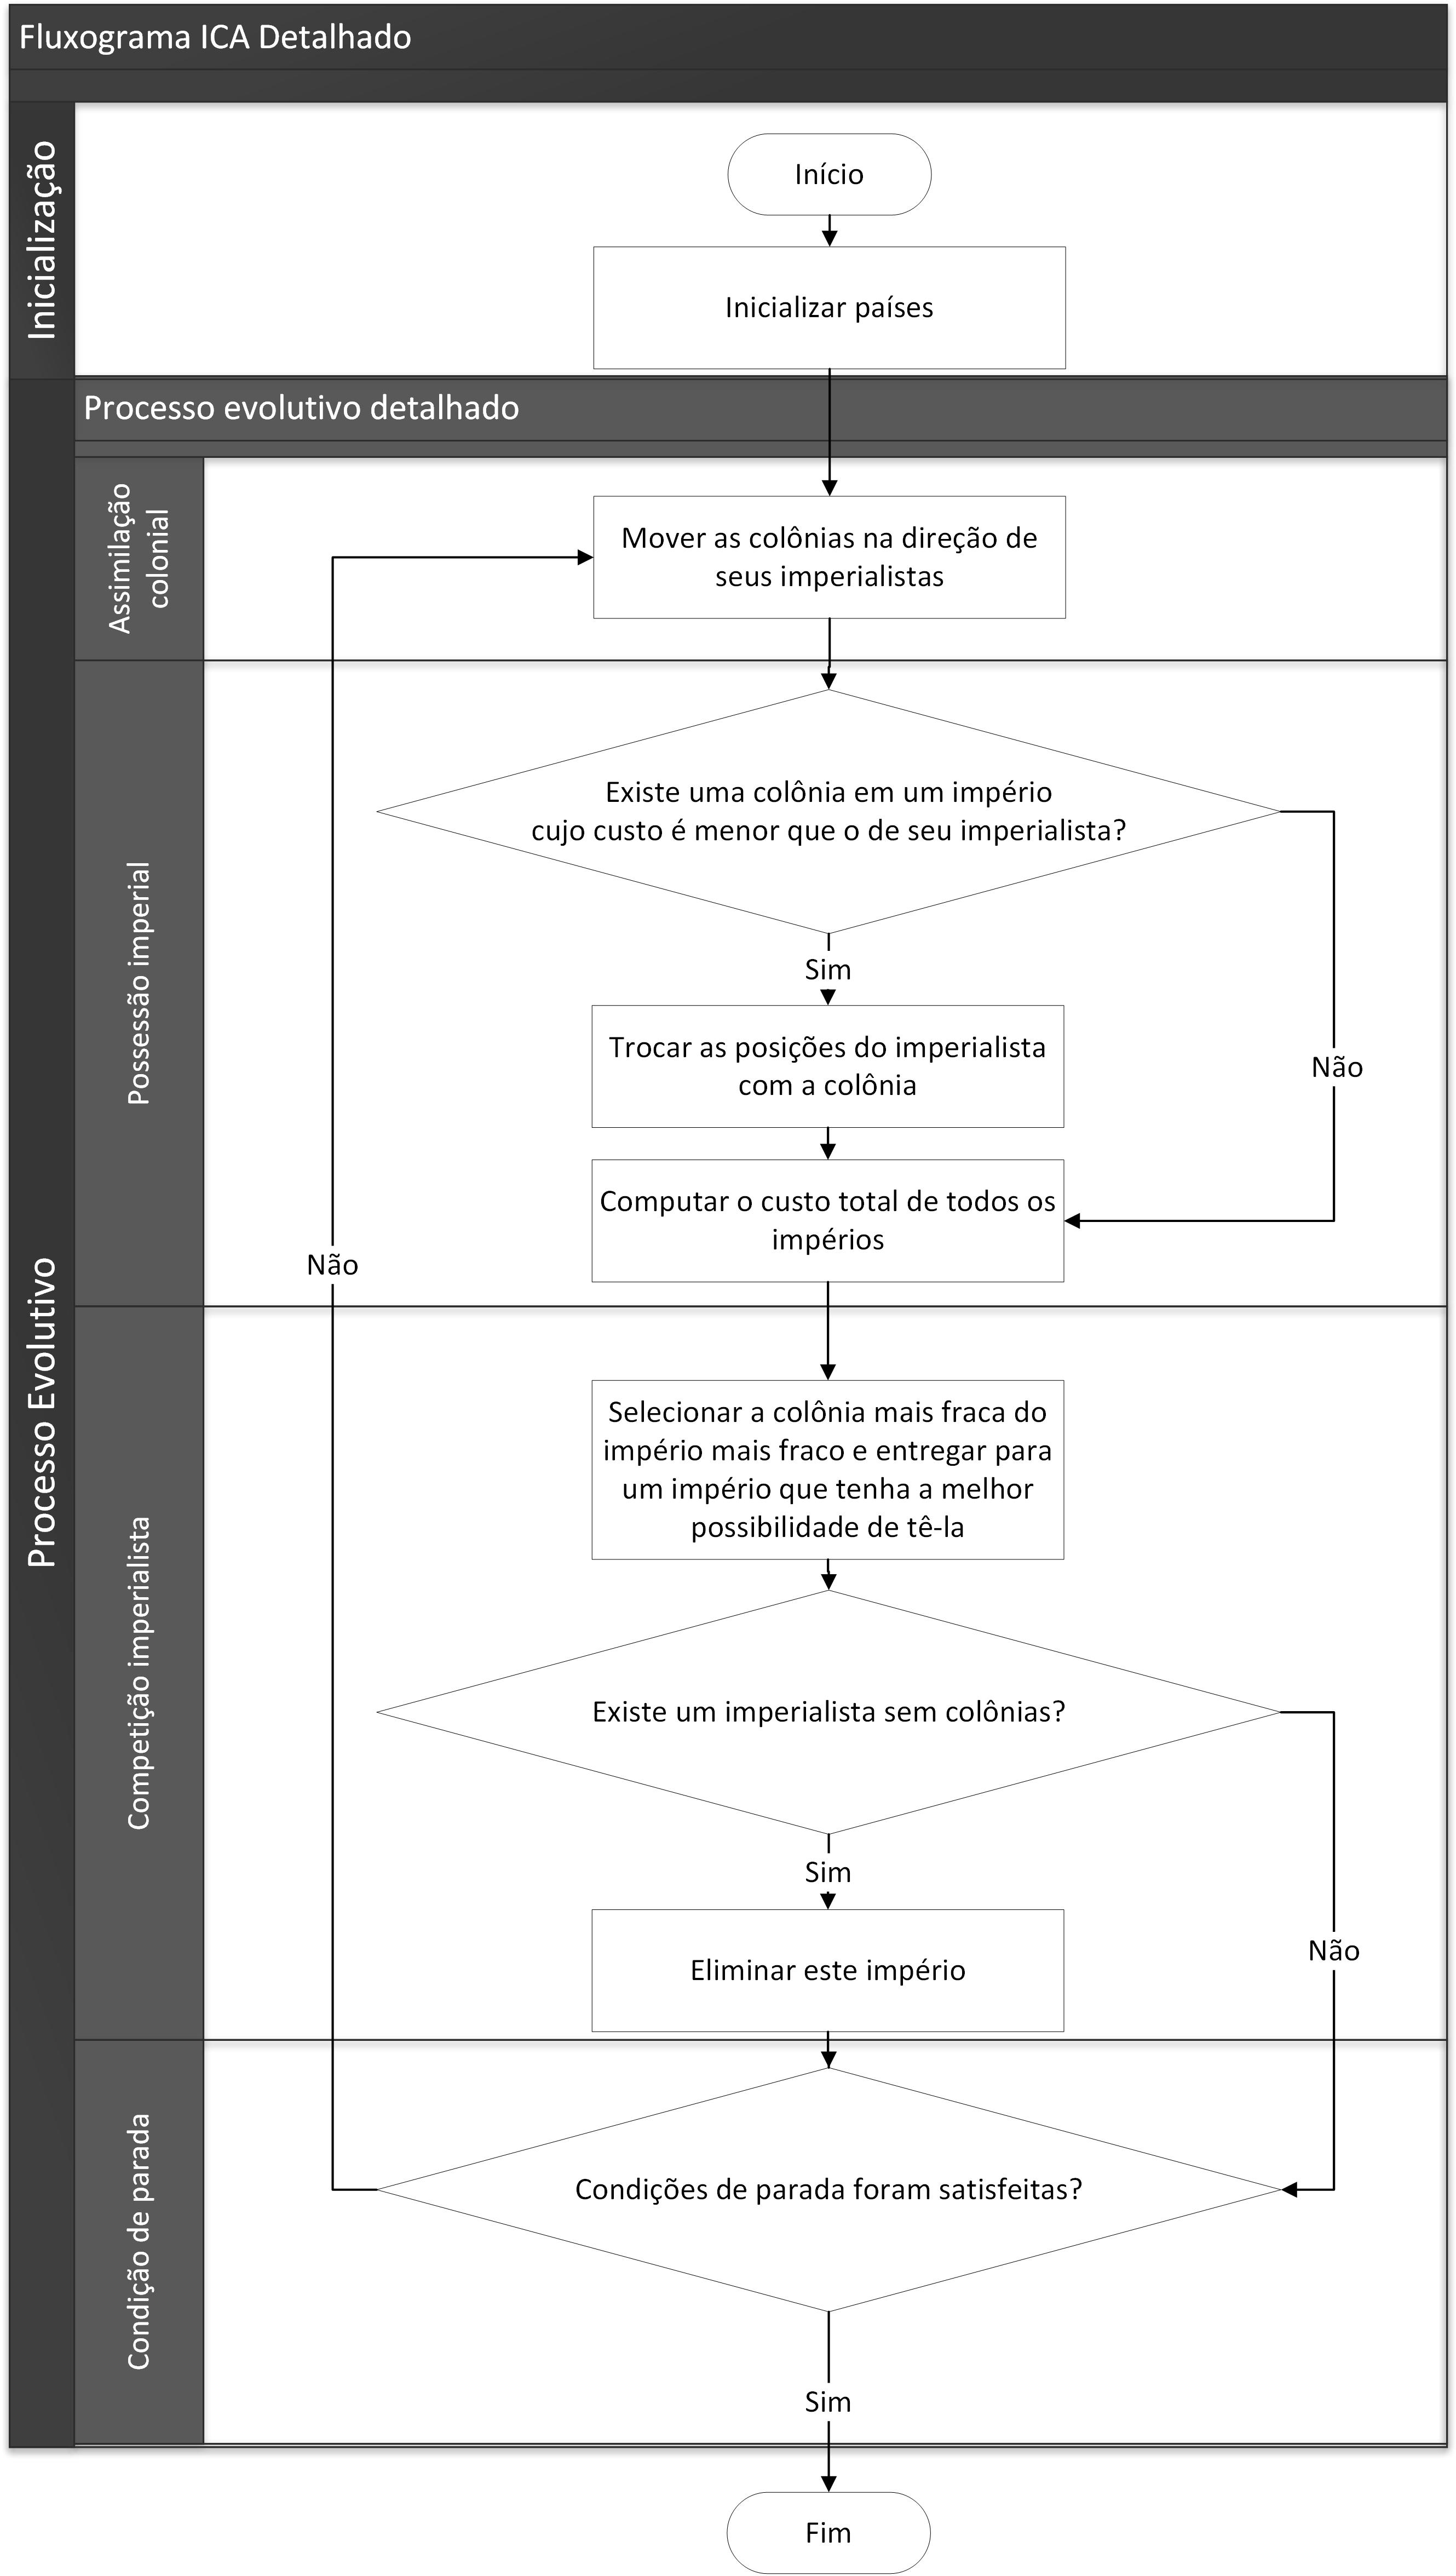 Fluxograma ICA Detalhado
Inicialização
Início
Inicializar países
Processo Evolutivo
Processo evolutivo detalhado
Assimilação
colonial
Mover as colônias na direção de
seus imperialistas
Possessão imperial
Existe uma colônia em um império
cujo custo é menor que o de seu imperialista?
Sim
Não
Trocar as posições do imperialista
com a colônia
Computar o custo total de todos os
impérios
Não
Competição imperialista
Selecionar a colônia mais fraca do
império mais fraco e entregar para
um império que tenha a melhor
possibilidade de tê-la
Existe um imperialista sem colônias?
Sim
Não
Eliminar este império
Condição de parada
Condições de parada foram satisfeitas?
Sim
Fim